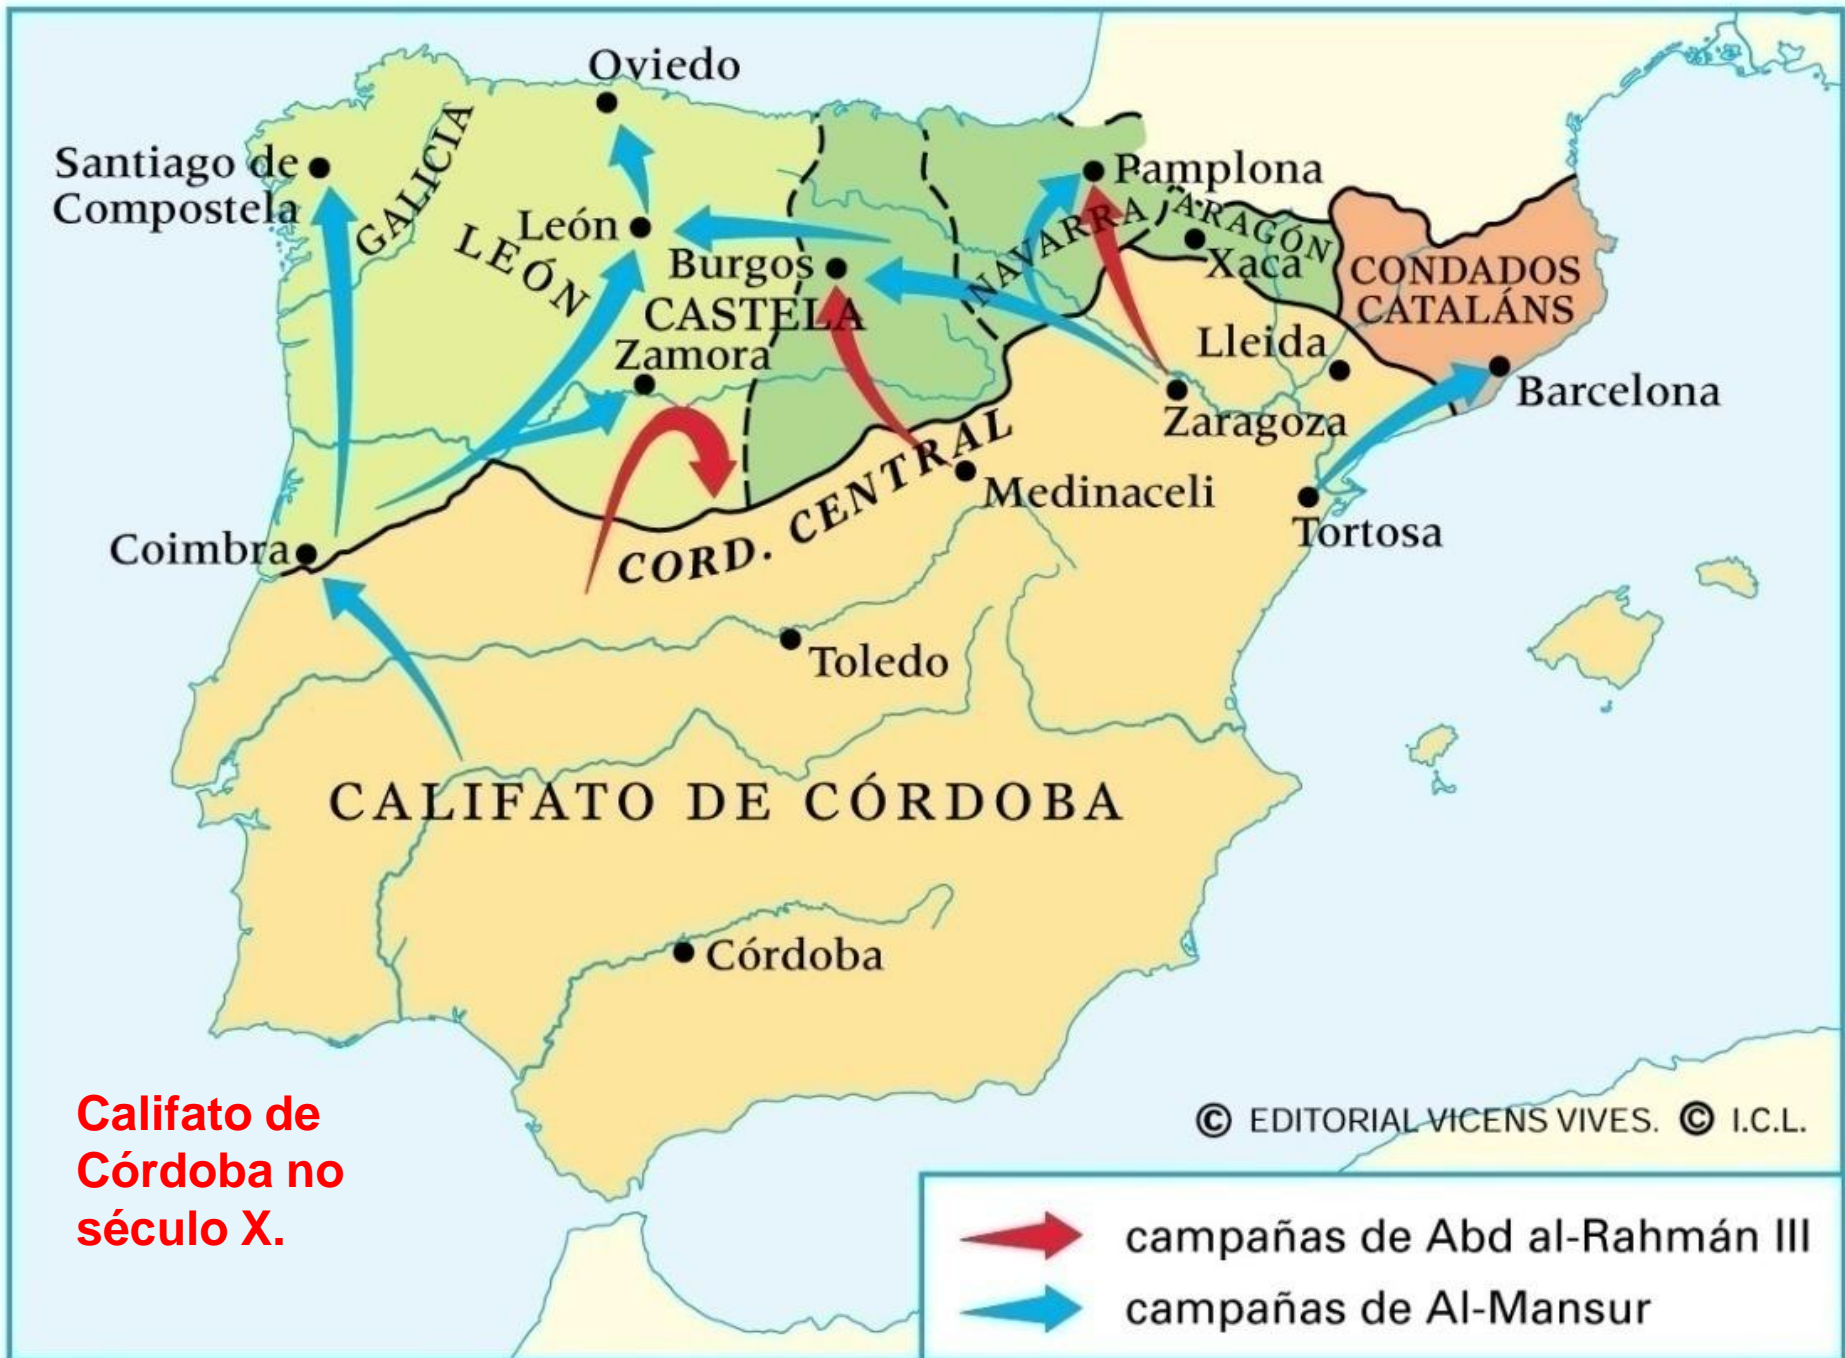 Oviedo
Santiago de
Compostela
GALICIA
LEÓN
León
Burgos
CASTELA
Zamora
Pamplona
NAVARRA
ARAGÓN
Xaca
CONDADOS
CATALÁNS
Lleida
Barcelona
Zaragoza
Medinaceli
Tortosa
CORD. CENTRAL
Coimbra
Toledo
CALIFATO DE CÓRDOBA
Córdoba
Califato de
Córdoba no
século X.
© EDITORIAL VICENS VIVES. © I.C.L.
campañas de Abd al-Rahmán III
campañas de Al-Mansur